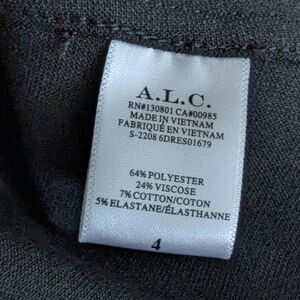 A.L.C.
RN#130801 CA#00985
MADE IN VIETNAM
FABRIQUÉ EN VIETNAM
S-2208 6DRES01679
64% POLYESTER
24% VISCOSE
7% COTTON/COTON
5% ELASTANE/ÉLASTHANNE
4